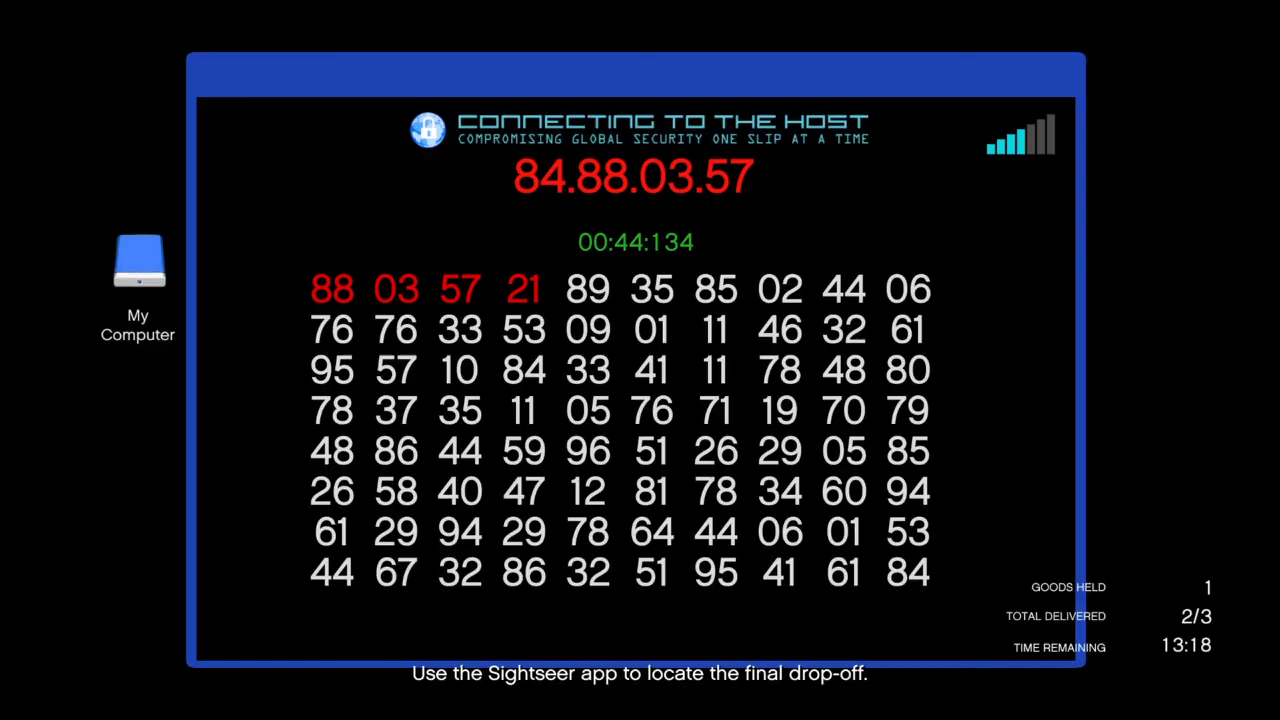 CONNECTING TO THE HOST
COMPROMISING GLOBAL SECURITY ONE SLIP AT A TIME
84.88.03.57
00:44:134
88 03 57 21 89 35 85 02 44 06
76 76 33 53 09 01 11 46 32 61
95 57 10 84 33 41 11 78 48 80
78 37 35 11 05 76 71 19 70 79
48 86 44 59 96 51 26 29 05 85
26 58 40 47 12 81 78 34 60 94
61 29 94 29 78 64 44 06 01 53
44 67 32 86 32 51 95 41 61 84
My
Computer
GOODS HELD 1
TOTAL DELIVERED 2/3
TIME REMAINING 13:18
Use the Sightseer app to locate the final drop-off.